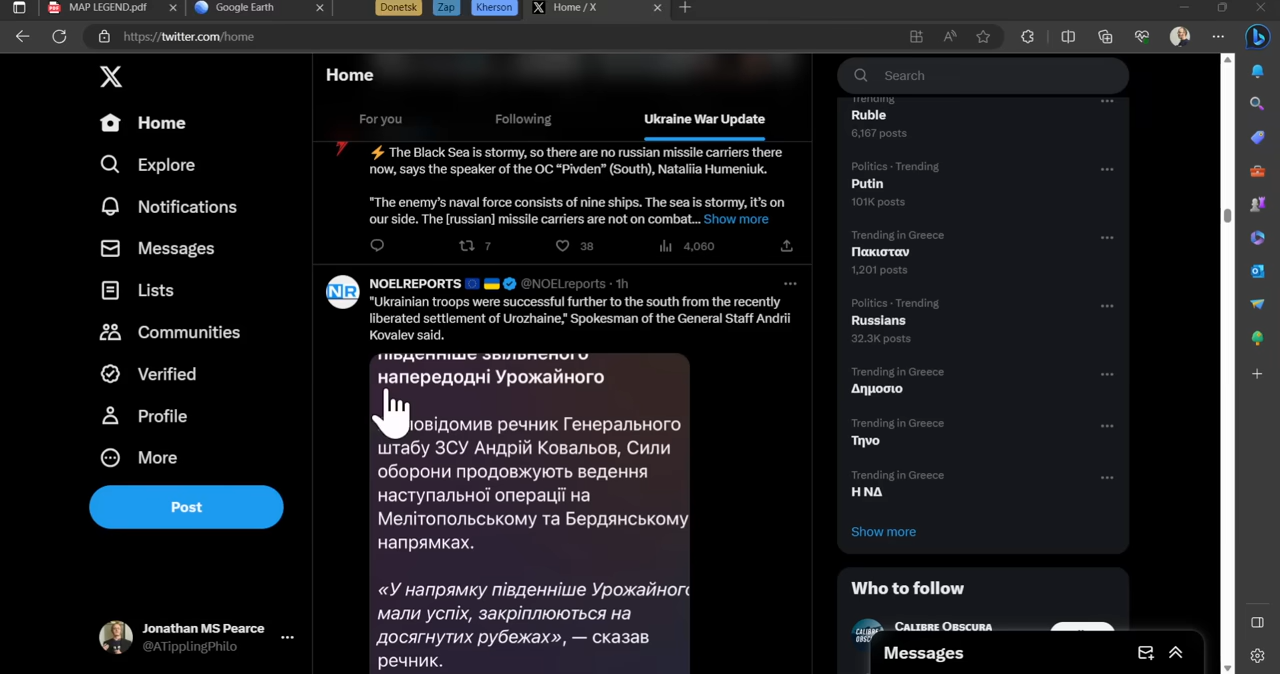 MAP LEGEND.pdf
Google Earth
Donetsk
Zap
Kherson
Home / X
https://twitter.com/home
Home
Explore
Notifications
Messages
Lists
Communities
Verified
Profile
More
Post
Jonathan MS Pearce
@ATipplingPhilo
Home
For you
Following
Ukraine War Update
⚡ The Black Sea is stormy, so there are no russian missile carriers there
now, says the speaker of the OC “Pivden” (South), Nataliia Humeniuk.
"The enemy’s naval force consists of nine ships. The sea is stormy, it’s on
our side. The [russian] missile carriers are not on combat... Show more
7
38
4,060
NOELREPORTS 🇪🇺 🇺🇦 @NOELreports · 1h
"Ukrainian troops were successful further to the south from the recently
liberated settlement of Urozhaine," Spokesman of the General Staff Andrii
Kovalev said.
південніше звільненого
напередодні Урожайного
овідомив речник Генерального
штабу ЗСУ Андрій Ковальов, Сили
оборони продовжують ведення
наступальної операції на
Мелітопольському та Бердянському
напрямках.
«У напрямку південніше Урожайного
мали успіх, закріплюються на
досягнутих рубежах», — сказав
речник.
Search
Trending
Ruble
6,167 posts
Politics · Trending
Putin
101K posts
Trending in Greece
Πακισταν
1,201 posts
Politics · Trending
Russians
32.3K posts
Trending in Greece
Δημοσιο
Trending in Greece
Τηνο
Trending in Greece
Η ΝΔ
Show more
Who to follow
Calibre Obscura
Messages